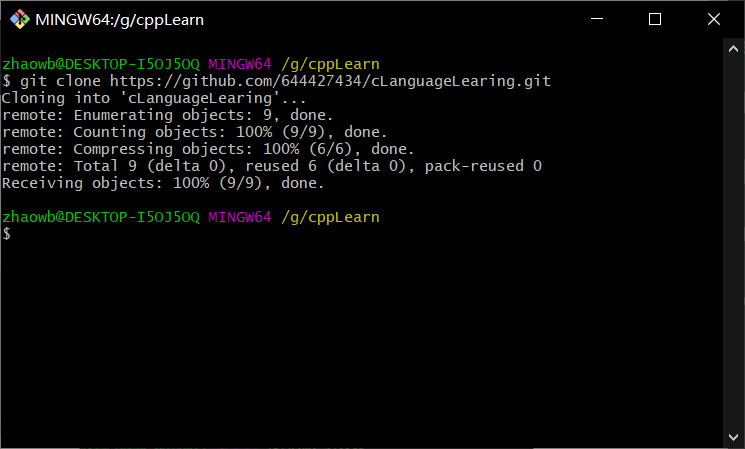 MINGW64:/g/cppLearn
zhaowb@DESKTOP-I5OJ5OQ MINGW64 /g/cppLearn
$ git clone https://github.com/644427434/cLanguageLearing.git
Cloning into 'cLanguageLearing'...
remote: Enumerating objects: 9, done.
remote: Counting objects: 100% (9/9), done.
remote: Compressing objects: 100% (6/6), done.
remote: Total 9 (delta 0), reused 6 (delta 0), pack-reused 0
Receiving objects: 100% (9/9), done.
zhaowb@DESKTOP-I5OJ5OQ MINGW64 /g/cppLearn
$